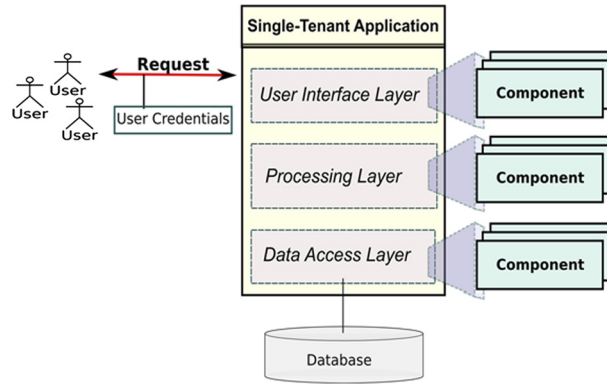 Single-Tenant Application
Request
User
User
User
User Credentials
User Interface Layer
Component
Processing Layer
Component
Data Access Layer
Component
Database